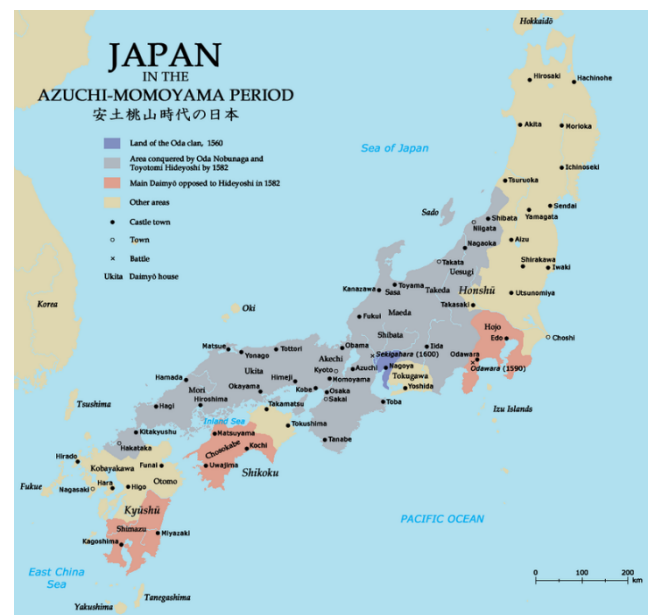 JAPAN
IN THE
AZUCHI-MOMOYAMA PERIOD
安土桃山時代の日本
Land of the Oda clan, 1560
Area conquered by Oda Nobunaga and
Toyotomi Hideyoshi by 1582
Main Daimyō opposed to Hideyoshi in 1582
Other areas
Castle town
Town
Battle
Ukita Daimyō house
Hokkaidō
Hirosaki
Hachinohe
Akita
Morioka
Ichinoseki
Tsuruoka
Sendai
Yamagata
Sea of Japan
Sado
Shibata
Niigata
Nagaoka
Aizu
Shirakawa
Iwaki
Takata
Uesugi
Honshū
Utsunomiya
Kanazawa
Toyama
Sasa
Takeda
Takasaki
Korea
Oki
Fukui
Maeda
Hojo
Edo
Choshi
Shibata
Iida
Matsue
Yonago
Tottori
Obama
Sekigahara (1600)
Odawara
Odawara (1590)
Akechi
Kyoto
Azuchi
Nagoya
Ukita
Himeji
Momoyama
Tokugawa
Yoshida
Hamada
Mori
Okayama
Kobe
Osaka
Sakai
Toba
Izu Islands
Tsushima
Hagi
Hiroshima
Takamatsu
Inland Sea
Tokushima
Tanabe
Kitakyushu
Hakataka
Matsuyama
Chosokabe
Kochi
Uwajima
Shikoku
Hirado
Kobayakawa
Funai
Otomo
Fukue
Nagasaki
Hara
Higo
Kyūshū
Shimazu
Miyazaki
Kagoshima
PACIFIC OCEAN
East China
Sea
Tanegashima
Yakushima
0 100 200
km